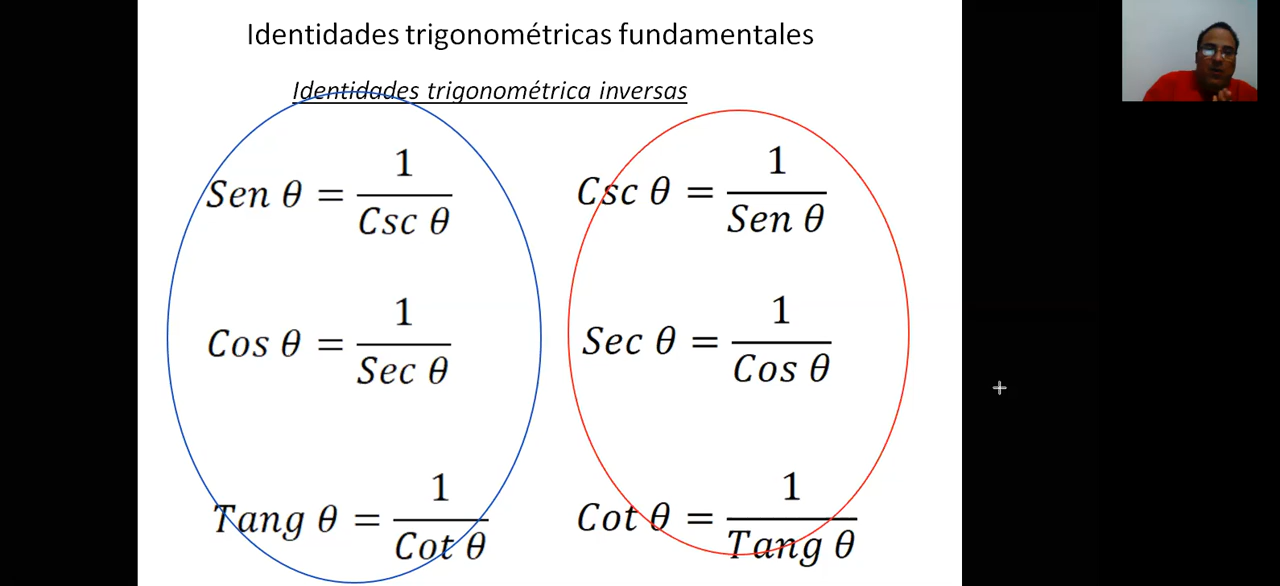 Identidades trigonométricas fundamentales
Identidades trigonométrica inversas
Sen θ = 1 / Csc θ
Csc θ = 1 / Sen θ
Cos θ = 1 / Sec θ
Sec θ = 1 / Cos θ
Tang θ = 1 / Cot θ
Cot θ = 1 / Tang θ